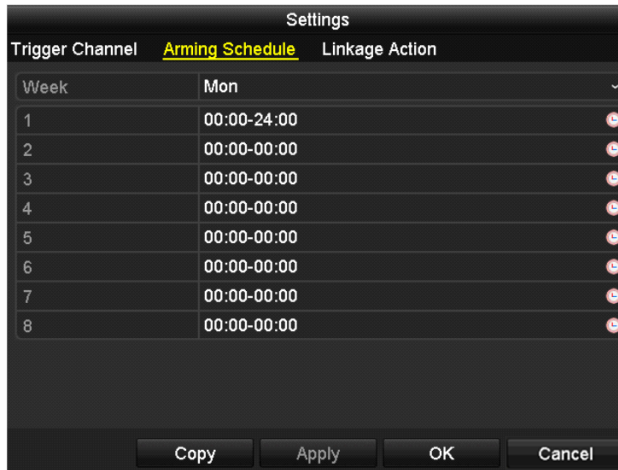 Settings
Trigger Channel Arming Schedule Linkage Action
Week Mon
1 00:00-24:00
2 00:00-00:00
3 00:00-00:00
4 00:00-00:00
5 00:00-00:00
6 00:00-00:00
7 00:00-00:00
8 00:00-00:00
Copy Apply OK Cancel